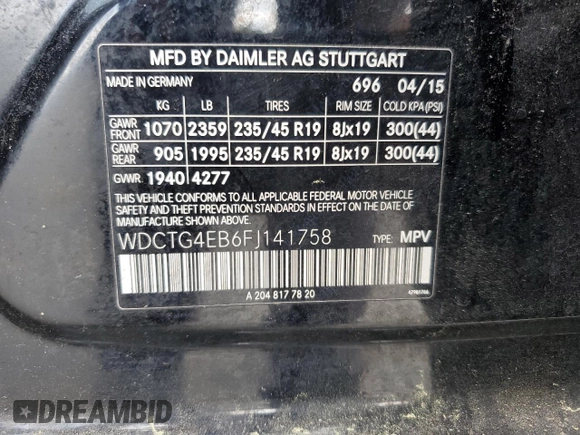 MFD BY DAIMLER AG STUTTGART
MADE IN GERMANY 696 04/15
KG LB TIRES RIM SIZE COLD KPA(PSI)
GAWR FRONT 1070 2359 235/45 R19 8Jx19 300(44)
GAWR REAR 905 1995 235/45 R19 8Jx19 300(44)
GVWR. 1940 4277
THIS VEHICLE CONFORMS TO ALL APPLICABLE FEDERAL MOTOR VEHICLE
SAFETY AND THEFT PREVENTION STANDARDS IN EFFECT ON THE DATE
OF MANUFACTURE SHOWN ABOVE.
WDCTG4EB6FJ141758 TYPE: MPV
A 204 817 78 20
DREAMBID